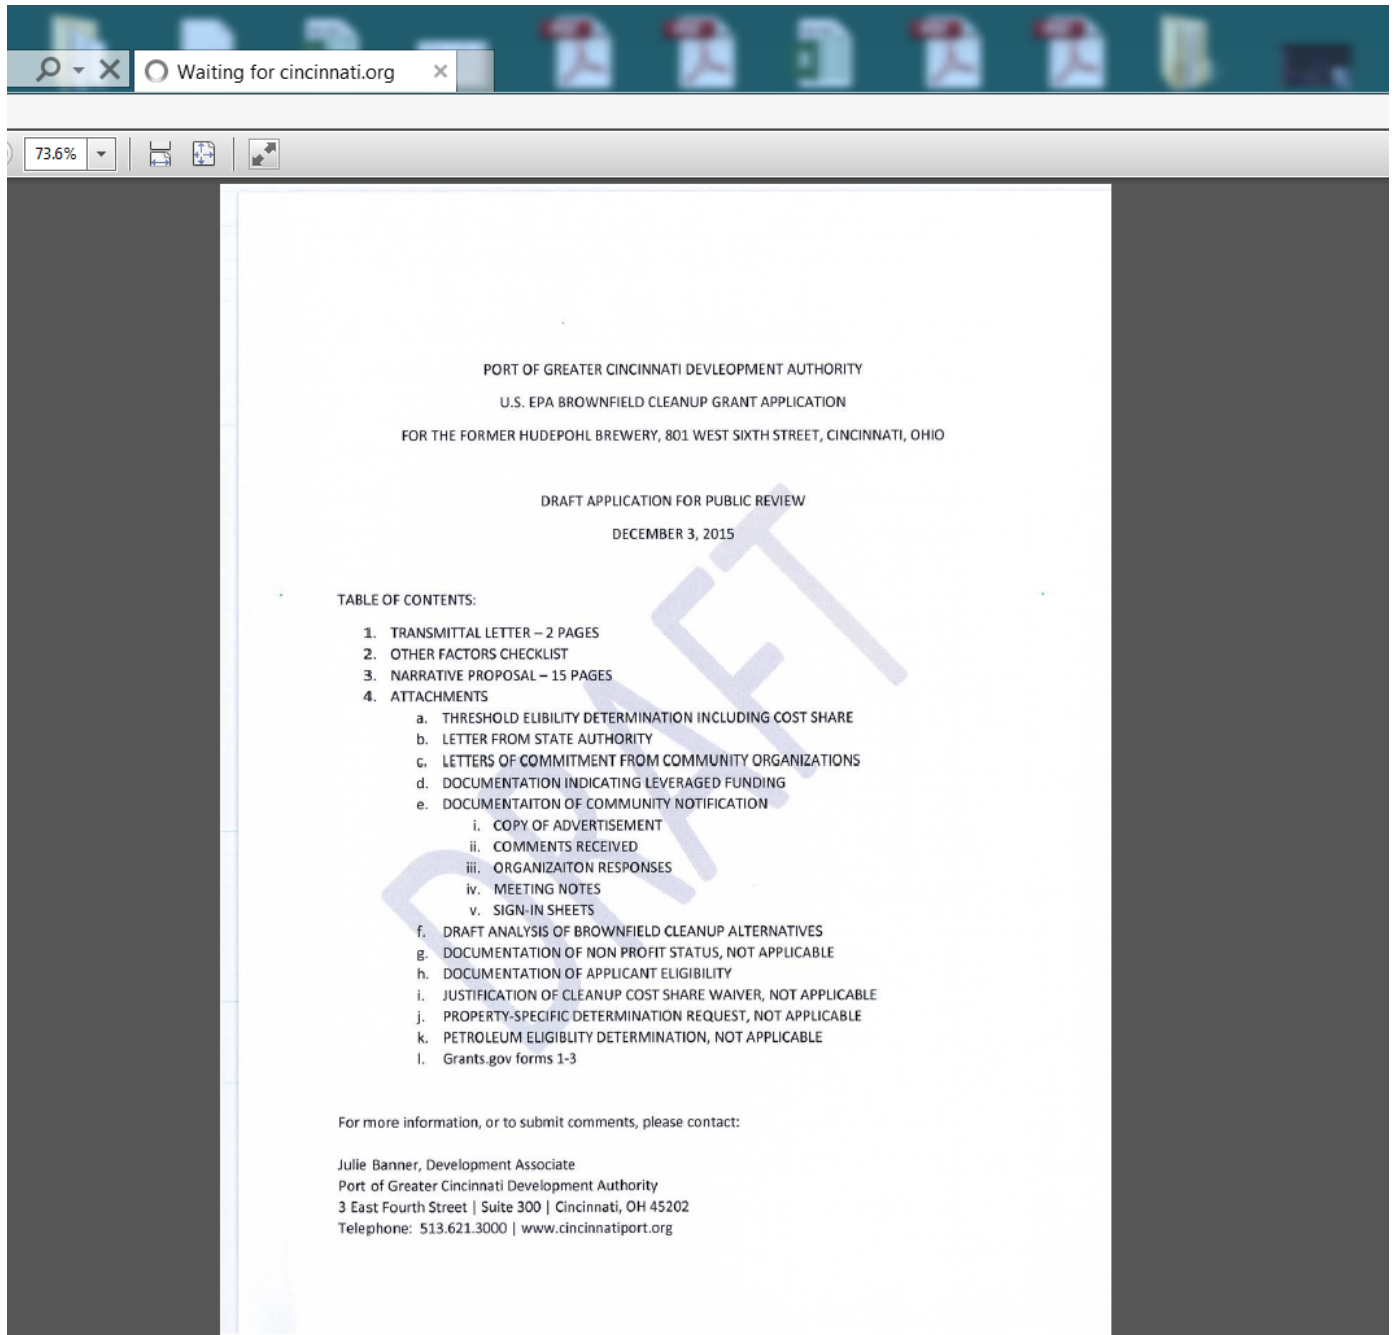 Waiting for cincinnati.org
73.6%
PORT OF GREATER CINCINNATI DEVLEOPMENT AUTHORITY
U.S. EPA BROWNFIELD CLEANUP GRANT APPLICATION
FOR THE FORMER HUDEPOHL BREWERY, 801 WEST SIXTH STREET, CINCINNATI, OHIO
DRAFT APPLICATION FOR PUBLIC REVIEW
DECEMBER 3, 2015
DRAFT
TABLE OF CONTENTS:
1. TRANSMITTAL LETTER – 2 PAGES
2. OTHER FACTORS CHECKLIST
3. NARRATIVE PROPOSAL – 15 PAGES
4. ATTACHMENTS
a. THRESHOLD ELIBILITY DETERMINATION INCLUDING COST SHARE
b. LETTER FROM STATE AUTHORITY
c. LETTERS OF COMMITMENT FROM COMMUNITY ORGANIZATIONS
d. DOCUMENTATION INDICATING LEVERAGED FUNDING
e. DOCUMENTAITON OF COMMUNITY NOTIFICATION
i. COPY OF ADVERTISEMENT
ii. COMMENTS RECEIVED
iii. ORGANIZAITON RESPONSES
iv. MEETING NOTES
v. SIGN-IN SHEETS
f. DRAFT ANALYSIS OF BROWNFIELD CLEANUP ALTERNATIVES
g. DOCUMENTATION OF NON PROFIT STATUS, NOT APPLICABLE
h. DOCUMENTATION OF APPLICANT ELIGIBILITY
i. JUSTIFICATION OF CLEANUP COST SHARE WAIVER, NOT APPLICABLE
j. PROPERTY-SPECIFIC DETERMINATION REQUEST, NOT APPLICABLE
k. PETROLEUM ELIGIBLITY DETERMINATION, NOT APPLICABLE
l. Grants.gov forms 1-3
For more information, or to submit comments, please contact:
Julie Banner, Development Associate
Port of Greater Cincinnati Development Authority
3 East Fourth Street | Suite 300 | Cincinnati, OH 45202
Telephone: 513.621.3000 | www.cincinnatiport.org